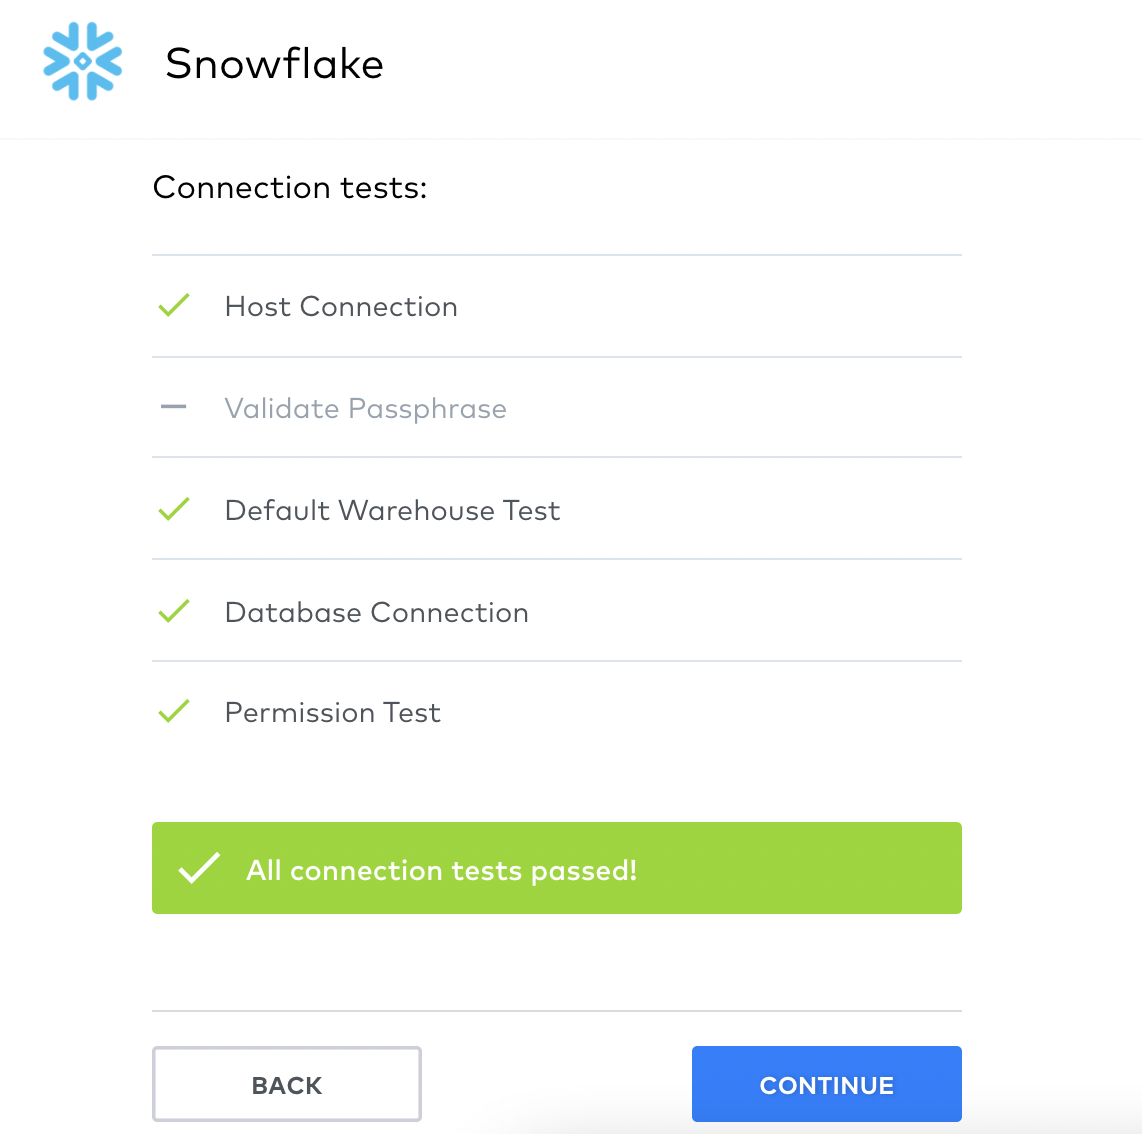 Snowflake
Connection tests:
Host Connection
Validate Passphrase
Default Warehouse Test
Database Connection
Permission Test
All connection tests passed!
BACK
CONTINUE